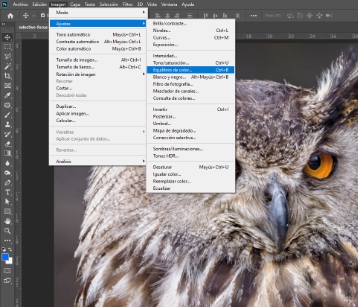 Archivo Edición Imagen Capa Texto Selección Filtro 3D Vista Ventana Ayuda
Modo
Ajustes
Tono automático Mayús+Ctrl+L
Contraste automático Alt+Mayús+Ctrl+L
Color automático Mayús+Ctrl+B
Tamaño de imagen... Alt+Ctrl+I
Tamaño de lienzo... Alt+Ctrl+C
Rotación de imagen
Recortar
Cortar...
Descubrir todas
Duplicar...
Aplicar imagen...
Calcular...
Variables
Aplicar conjunto de datos...
Reventar...
Análisis
Brillo/contraste...
Niveles... Ctrl+L
Curvas... Ctrl+M
Exposición...
Intensidad...
Tono/saturación... Ctrl+U
Equilibrio de color... Ctrl+B
Blanco y negro... Alt+Mayús+Ctrl+B
Filtro de fotografía...
Mezclador de canales...
Consulta de colores...
Invertir Ctrl+I
Posterizar...
Umbral...
Mapa de degradado...
Corrección selectiva...
Sombras/iluminaciones...
Tonos HDR...
Desaturar Mayús+Ctrl+U
Igualar color...
Reemplazar color...
Ecualizar